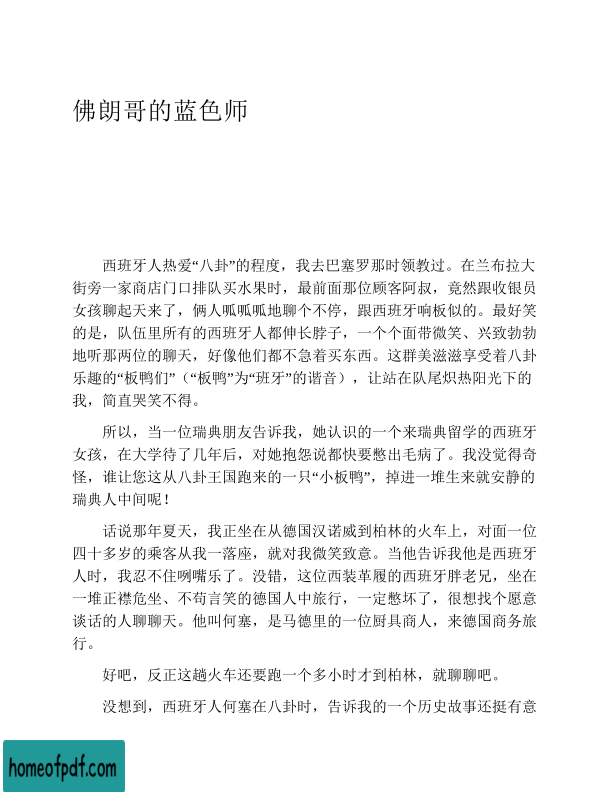 佛朗哥的蓝色师
西班牙人热爱“八卦”的程度，我去巴塞罗那时领教过。在兰布拉大
街旁一家商店门口排队买水果时，最前面那位顾客阿叔，竟然跟收银员
女孩聊起天来了，俩人呱呱呱地聊个不停，跟西班牙响板似的。最好笑
的是，队伍里所有的西班牙人都伸长脖子，一个个面带微笑、兴致勃勃
地听那两位的聊天，好像他们都不急着买东西。这群美滋滋享受着八卦
乐趣的“板鸭们”（“板鸭”为“班牙”的谐音），让站在队尾炽热阳光下的
我，简直哭笑不得。
所以，当一位瑞典朋友告诉我，她认识的一个来瑞典留学的西班牙
女孩，在大学待了几年后，对她抱怨说都快要憋出毛病了。我没觉得奇
怪，谁让您这从八卦王国跑来的一只“小板鸭”，掉进一堆生来就安静的
瑞典人中间呢！
话说那年夏天，我正坐在从德国汉诺威到柏林的火车上，对面一位
四十多岁的乘客从我一落座，就对我微笑致意。当他告诉我他是西班牙
人时，我忍不住咧嘴乐了。没错，这位西装革履的西班牙胖老兄，坐在
一堆正襟危坐、不苟言笑的德国人中旅行，一定憋坏了，很想找个愿意
谈话的人聊聊天。他叫何塞，是马德里的一位厨具商人，来德国商务旅
行。
好吧，反正这趟火车还要跑一个多小时才到柏林，就聊聊吧。
没想到，西班牙人何塞在八卦时，告诉我的一个历史故事还挺有意
homeofpdf.com